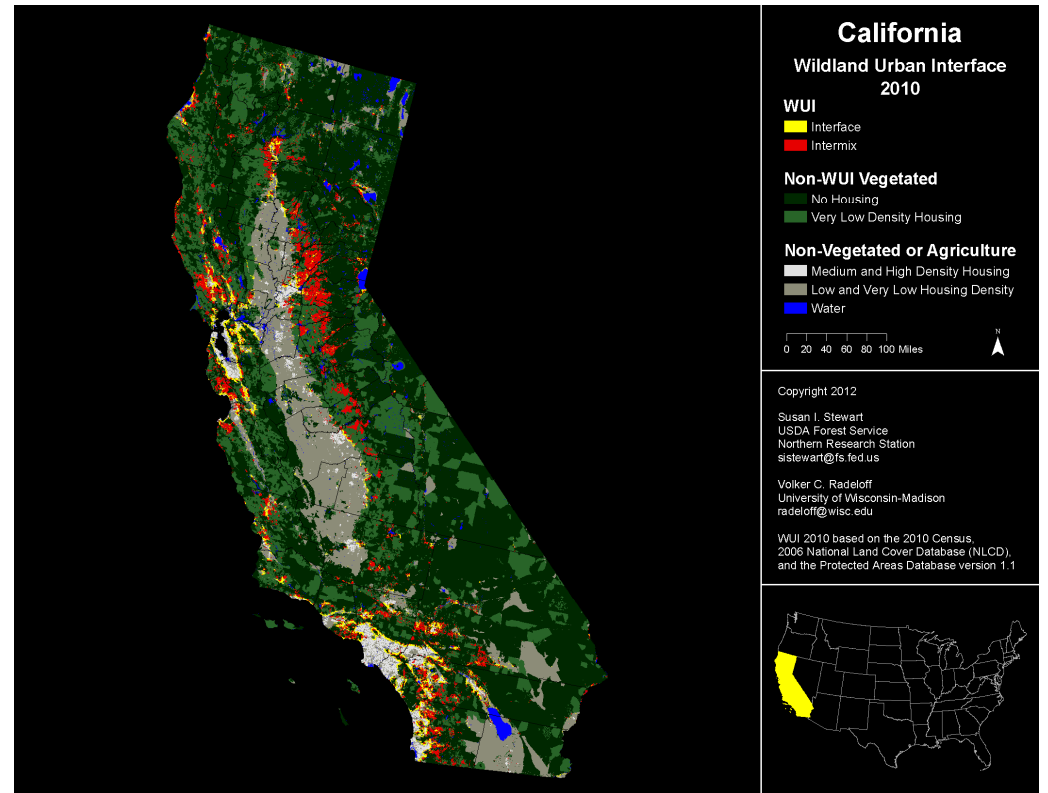 California
Wildland Urban Interface
2010
WUI
Interface
Intermix
Non-WUI Vegetated
No Housing
Very Low Density Housing
Non-Vegetated or Agriculture
Medium and High Density Housing
Low and Very Low Housing Density
Water
N
0 20 40 60 80 100 Miles
Copyright 2012
Susan I. Stewart
USDA Forest Service
Northern Research Station
sistewart@fs.fed.us
Volker C. Radeloff
University of Wisconsin-Madison
radeloff@wisc.edu
WUI 2010 based on the 2010 Census,
2006 National Land Cover Database (NLCD),
and the Protected Areas Database version 1.1